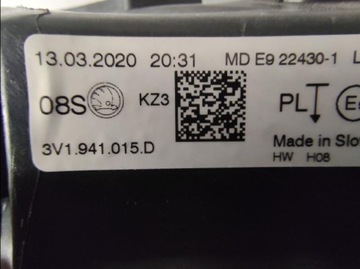 13.03.2020 20:31 MD E9 22430-1 L
08S KZ3 PL E
3V1.941.015.D Made in Slo
HW H08